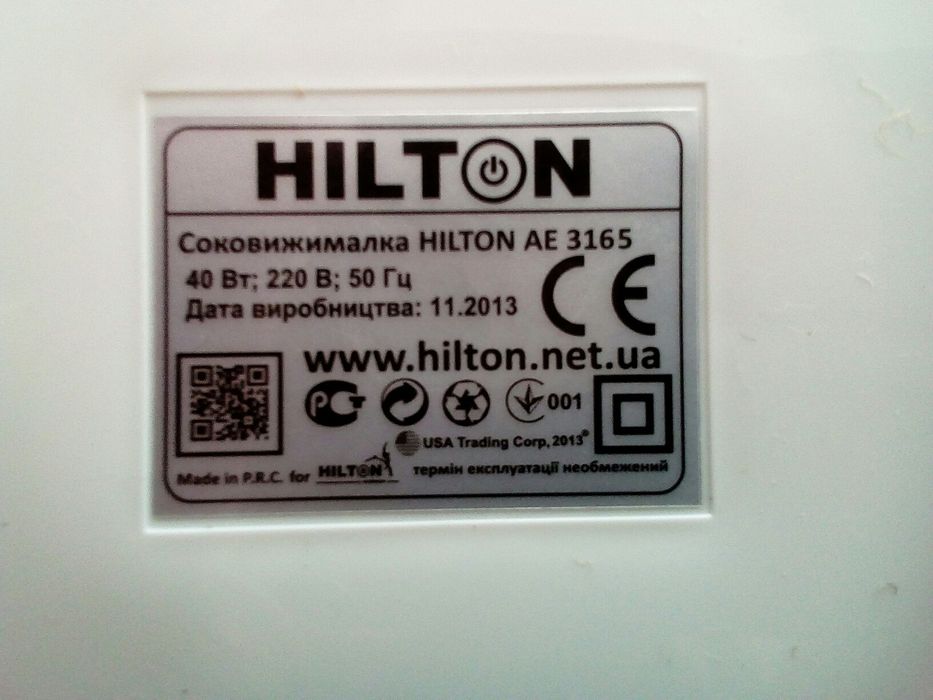 HILTON
Соковижималка HILTON AE 3165
40 Вт; 220 В; 50 Гц
Дата виробництва: 11.2013
CE
www.hilton.net.ua
РСТ 001
USA Trading Corp, 2013®
Made in P.R.C. for HILTON термін експлуатації необмежений